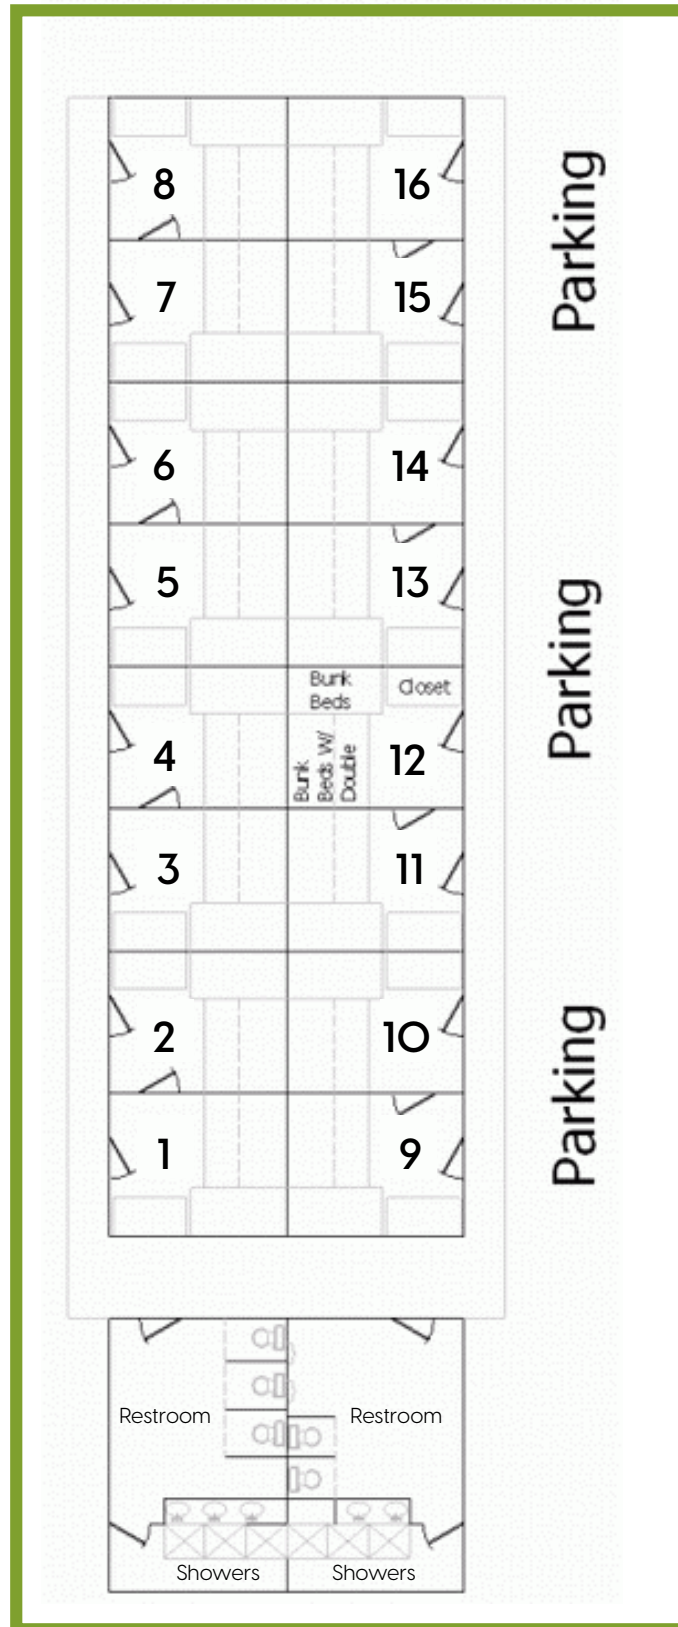 8
16
Parking
7
15
6
14
5
13
Parking
Bunk
Beds
Closet
4
Bunk
Beds W/
Double
12
3
11
2
10
Parking
1
9
Restroom
Restroom
Showers
Showers